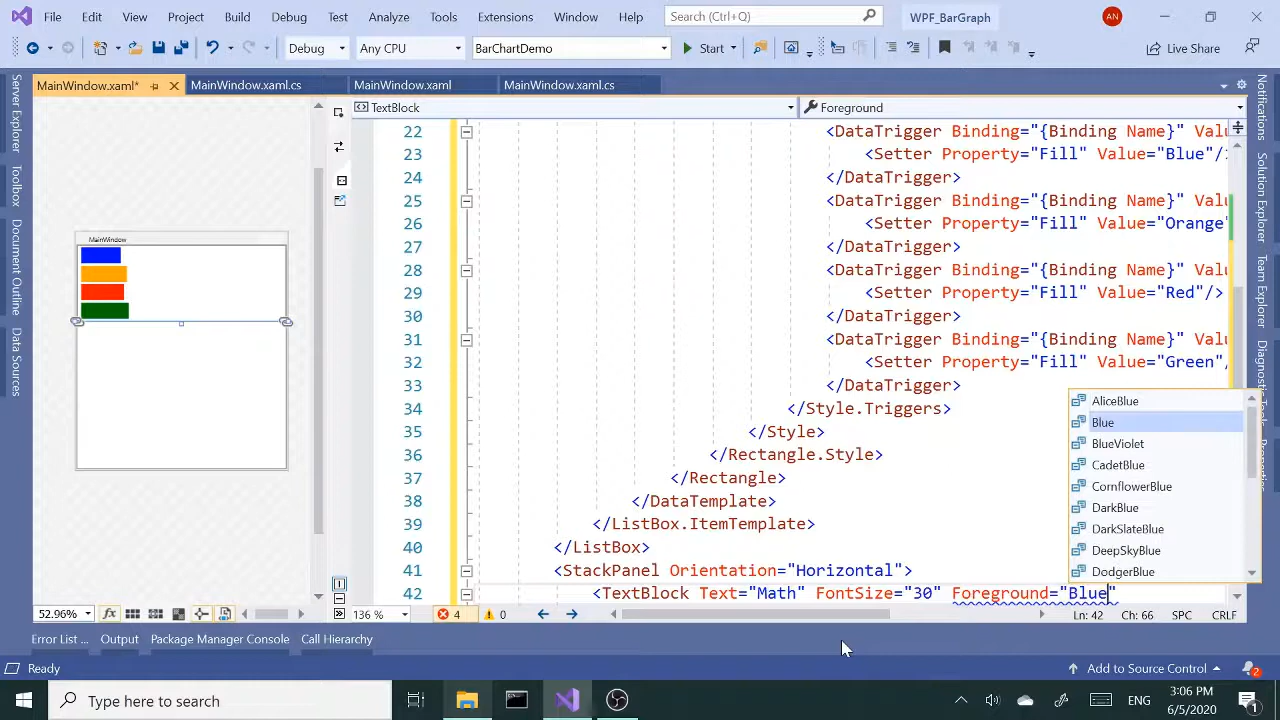 File Edit View Git Project Build Debug Test Analyze Tools Extensions Window Help Search (Ctrl+Q) WPF_BarGraph AN
Debug Any CPU BarChartDemo Start Live Share
MainWindow.xaml* MainWindow.xaml.cs MainWindow.xaml MainWindow.xaml.cs
TextBlock Foreground
Server Explorer
Toolbox
Document Outline
Data Sources
MainWindow
22 <DataTrigger Binding="{Binding Name}" Valu
23 <Setter Property="Fill" Value="Blue"/
24 </DataTrigger>
25 <DataTrigger Binding="{Binding Name}" Valu
26 <Setter Property="Fill" Value="Orange"
27 </DataTrigger>
28 <DataTrigger Binding="{Binding Name}" Valu
29 <Setter Property="Fill" Value="Red"/>
30 </DataTrigger>
31 <DataTrigger Binding="{Binding Name}" Valu
32 <Setter Property="Fill" Value="Green"/
33 </DataTrigger>
34 </Style.Triggers>
35 </Style>
36 </Rectangle.Style>
37 </Rectangle>
38 </DataTemplate>
39 </ListBox.ItemTemplate>
40 </ListBox>
41 <StackPanel Orientation="Horizontal">
42 <TextBlock Text="Math" FontSize="30" Foreground="Blue"
AliceBlue
Blue
BlueViolet
CadetBlue
CornflowerBlue
DarkBlue
DarkSlateBlue
DeepSkyBlue
DodgerBlue
Notifications
Solution Explorer
Team Explorer
52.96% 136 % 4 0 Ln: 42 Ch: 66 SPC CRLF
Error List ... Output Package Manager Console Call Hierarchy
Ready Add to Source Control 2
Type here to search ENG 3:06 PM
6/5/2020 1